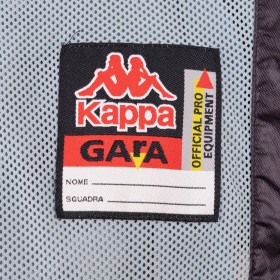 Kappa
GARA
OFFICIAL PRO
EQUIPMENT
NOME
SQUADRA